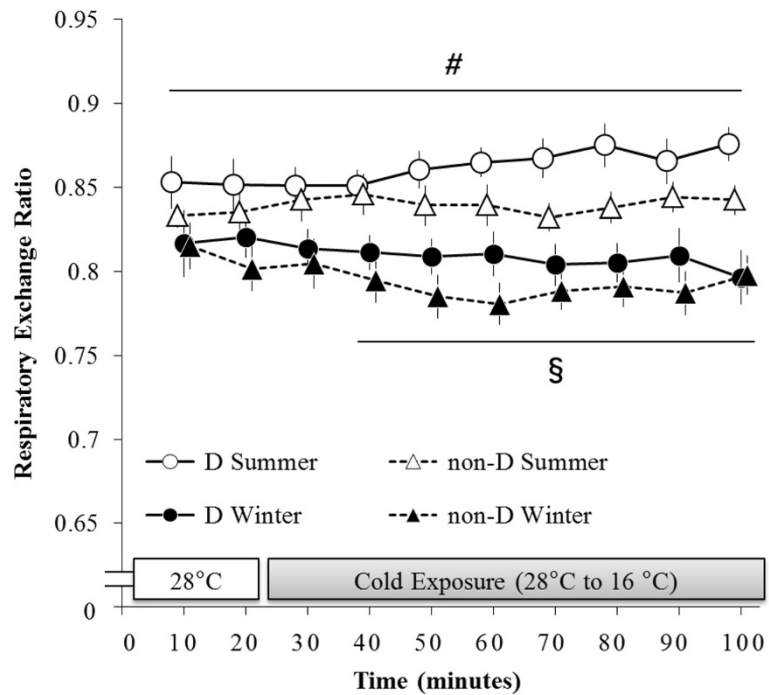 Respiratory Exchange Ratio
0.95
0.9
0.85
0.8
0.75
0.7
0.65
0
#
§
D Summer
non-D Summer
D Winter
non-D Winter
28°C
Cold Exposure (28°C to 16 °C)
0 10 20 30 40 50 60 70 80 90 100
Time (minutes)